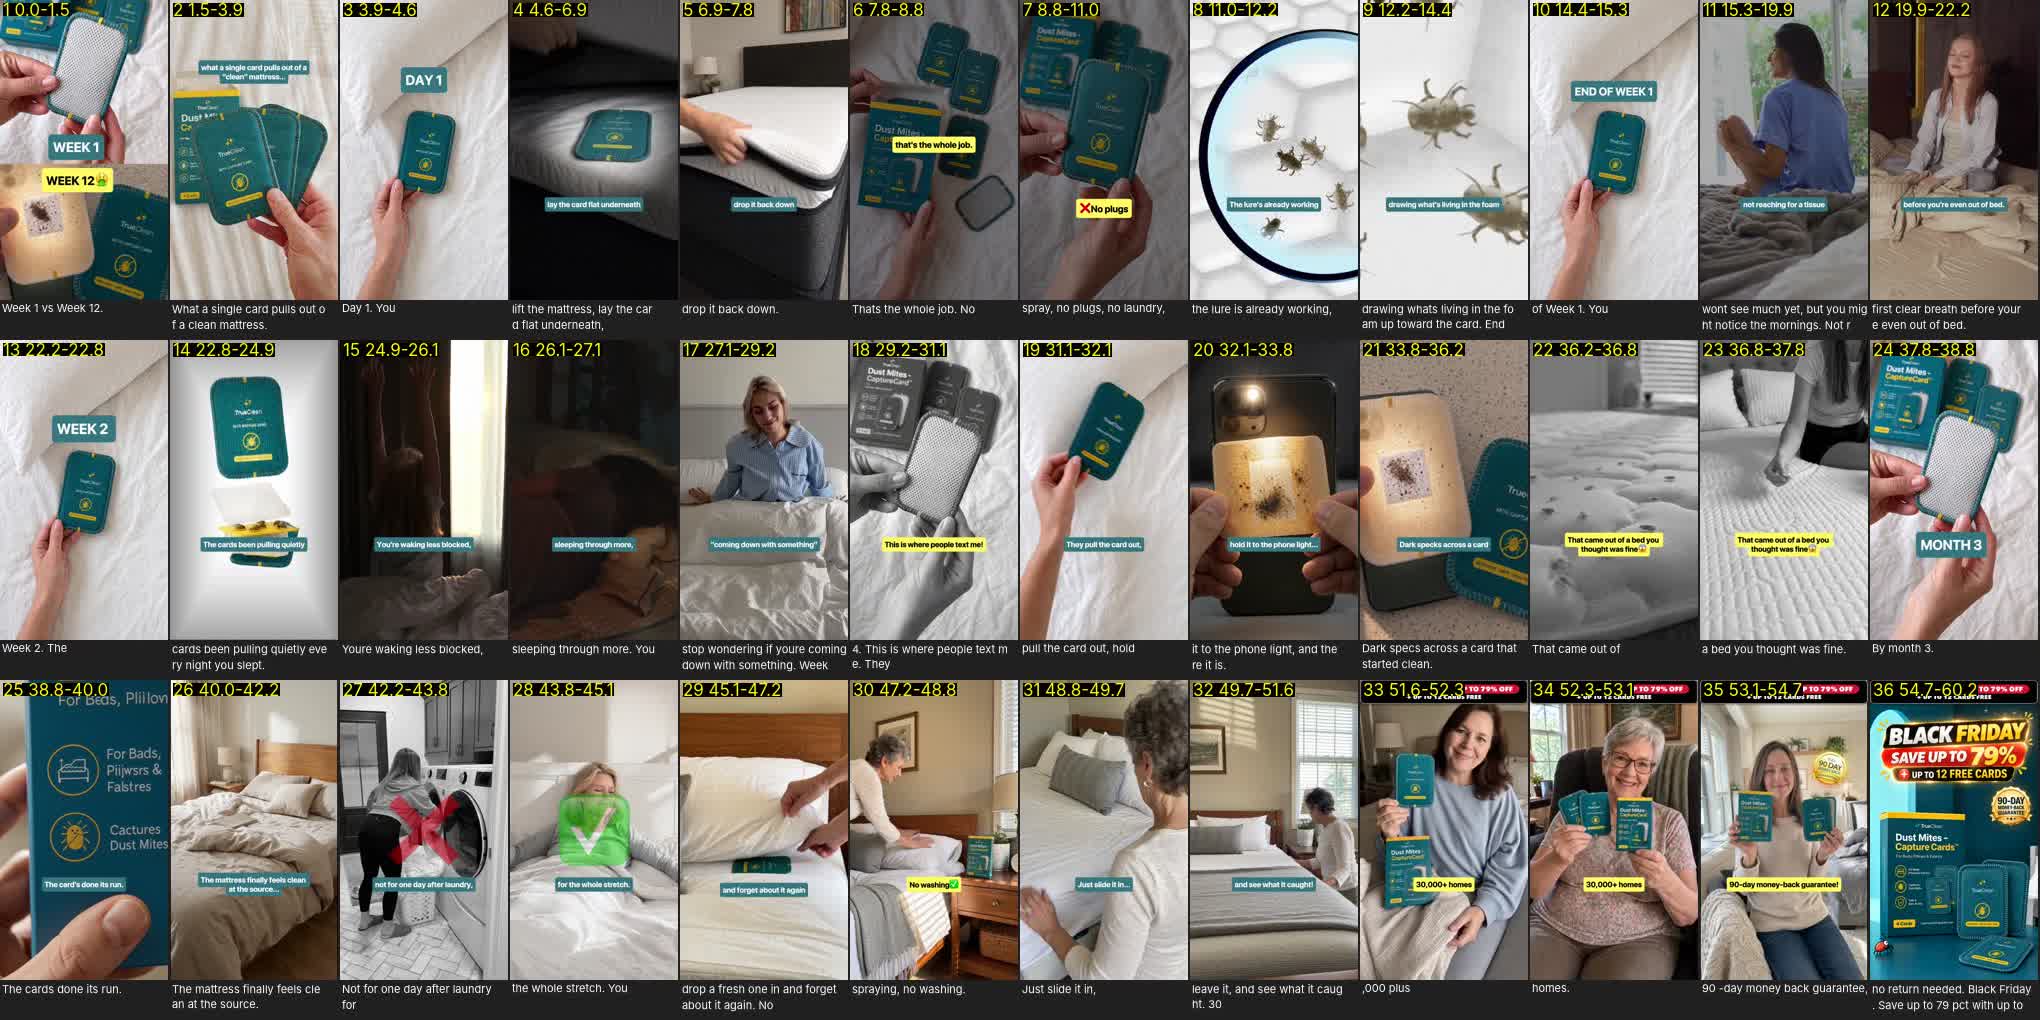 1 0.0-1.5
WEEK 1
WEEK 12
Week 1 vs Week 12.
2 1.5-3.9
what a single card pulls out of a
"clean" mattress...
TrueClean
What a single card pulls out o
f a clean mattress.
3 3.9-4.6
DAY 1
Day 1. You
4 4.6-6.9
lay the card flat underneath
lift the mattress, lay the car
d flat underneath,
5 6.9-7.8
drop it back down
drop it back down.
6 7.8-8.8
Dust Mites -
that's the whole job.
Thats the whole job. No
7 8.8-11.0
Dust Mites -
CaptureCard
TrueClean
❌No plugs
spray, no plugs, no laundry,
8 11.0-12.2
The lure's already working
the lure is already working,
9 12.2-14.4
drawing what's living in the foam
drawing whats living in the fo
am up toward the card. End
10 14.4-15.3
END OF WEEK 1
of Week 1. You
11 15.3-19.9
not reaching for a tissue
wont see much yet, but you mig
ht notice the mornings. Not r
12 19.9-22.2
before you're even out of bed.
first clear breath before your
e even out of bed.
13 22.2-22.8
WEEK 2
Week 2. The
14 22.8-24.9
TrueClean
The cards been pulling quietly
cards been pulling quietly eve
ry night you slept.
15 24.9-26.1
You're waking less blocked,
Youre waking less blocked,
16 26.1-27.1
sleeping through more,
sleeping through more. You
17 27.1-29.2
"coming down with something"
stop wondering if youre coming
down with something. Week
18 29.2-31.1
Dust Mites -
CaptureCard
This is where people text me!
4. This is where people text m
e. They
19 31.1-32.1
They pull the card out,
pull the card out, hold
20 32.1-33.8
hold it to the phone light...
it to the phone light, and the
re it is.
21 33.8-36.2
Dark specks across a card
Dark specs across a card that
started clean.
22 36.2-36.8
That came out of a bed you
thought was fine😱
That came out of
23 36.8-37.8
That came out of a bed you
thought was fine😱
a bed you thought was fine.
24 37.8-38.8
Dust Mites -
CaptureCard
MONTH 3
By month 3.
25 38.8-40.0
For Beds, Pliilon
For Bads,
Piijwsrs &
Falstres
Cactures
Dust Mites
The card's done its run.
The cards done its run.
26 40.0-42.2
The mattress finally feels clean
at the source...
The mattress finally feels cle
an at the source.
27 42.2-43.8
not for one day after laundry,
Not for one day after laundry
for
28 43.8-45.1
for the whole stretch.
the whole stretch. You
29 45.1-47.2
and forget about it again
drop a fresh one in and forget
about it again. No
30 47.2-48.8
No washing✅
spraying, no washing.
31 48.8-49.7
Just slide it in...
Just slide it in,
32 49.7-51.6
and see what it caught!
leave it, and see what it caug
ht. 30
33 51.6-52.3
TO 79% OFF
Dust Mites -
CaptureCard
30,000+ homes
,000 plus
34 52.3-53.1
TO 79% OFF
30,000+ homes
homes.
35 53.1-54.7
TO 79% OFF
90 DAY
90-day money-back guarantee!
90 -day money back guarantee,
36 54.7-60.2
TO 79% OFF
BLACK FRIDAY
SAVE UP TO 79%
+ UP TO 12 FREE CARDS
90-DAY
MONEY-BACK
GUARANTEE
TrueClean
Dust Mites -
Capture Cards™
no return needed. Black Friday
. Save up to 79 pct with up to